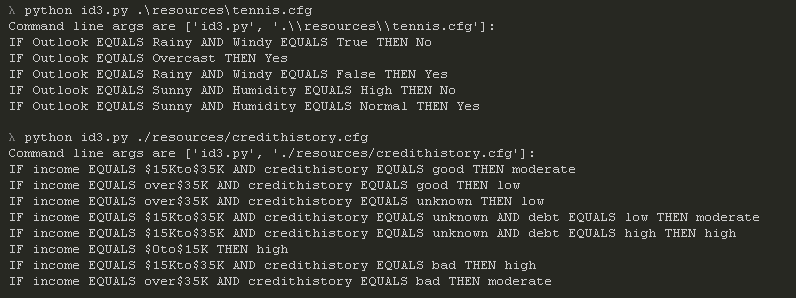 λ python id3.py .\resources\tennis.cfg
Command line args are ['id3.py', '.\\resources\\tennis.cfg']:
IF Outlook EQUALS Rainy AND Windy EQUALS True THEN No
IF Outlook EQUALS Overcast THEN Yes
IF Outlook EQUALS Rainy AND Windy EQUALS False THEN Yes
IF Outlook EQUALS Sunny AND Humidity EQUALS High THEN No
IF Outlook EQUALS Sunny AND Humidity EQUALS Normal THEN Yes
λ python id3.py ./resources/credithistory.cfg
Command line args are ['id3.py', './resources/credithistory.cfg']:
IF income EQUALS $15Kto$35K AND credithistory EQUALS good THEN moderate
IF income EQUALS over$35K AND credithistory EQUALS good THEN low
IF income EQUALS over$35K AND credithistory EQUALS unknown THEN low
IF income EQUALS $15Kto$35K AND credithistory EQUALS unknown AND debt EQUALS low THEN moderate
IF income EQUALS $15Kto$35K AND credithistory EQUALS unknown AND debt EQUALS high THEN high
IF income EQUALS $0to$15K THEN high
IF income EQUALS $15Kto$35K AND credithistory EQUALS bad THEN high
IF income EQUALS over$35K AND credithistory EQUALS bad THEN moderate